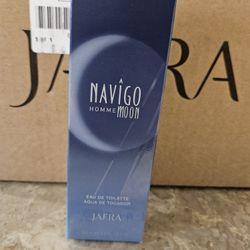 JAFRA
NAVIGO
HOMME MOON
EAU DE TOILETTE
AGUA DE TOCADOR
JAFRA